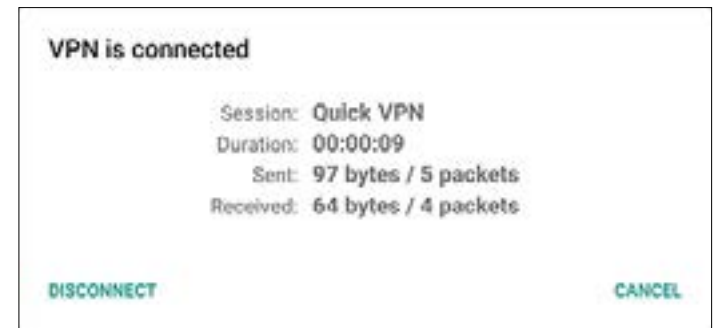 VPN is connected
Session: Quick VPN
Duration: 00:00:09
Sent: 97 bytes / 5 packets
Received: 64 bytes / 4 packets
DISCONNECT CANCEL